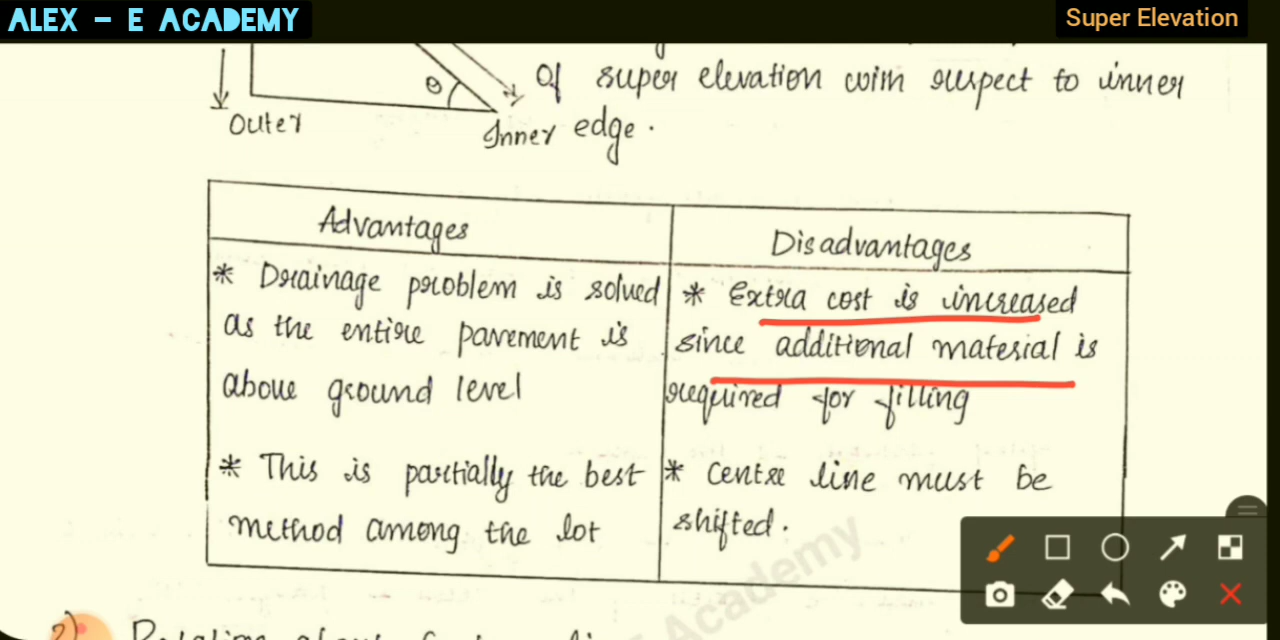 ALEX – E ACADEMY
Super Elevation
θ
Of super elevation with respect to inner
Outer
Inner edge.
Advantages
Disadvantages
* Drainage problem is solved
as the entire pavement is
above ground level
* This is partially the best
method among the lot
* Extra cost is increased
since additional material is
required for filling
* Centre line must be
shifted.
Academy
2)